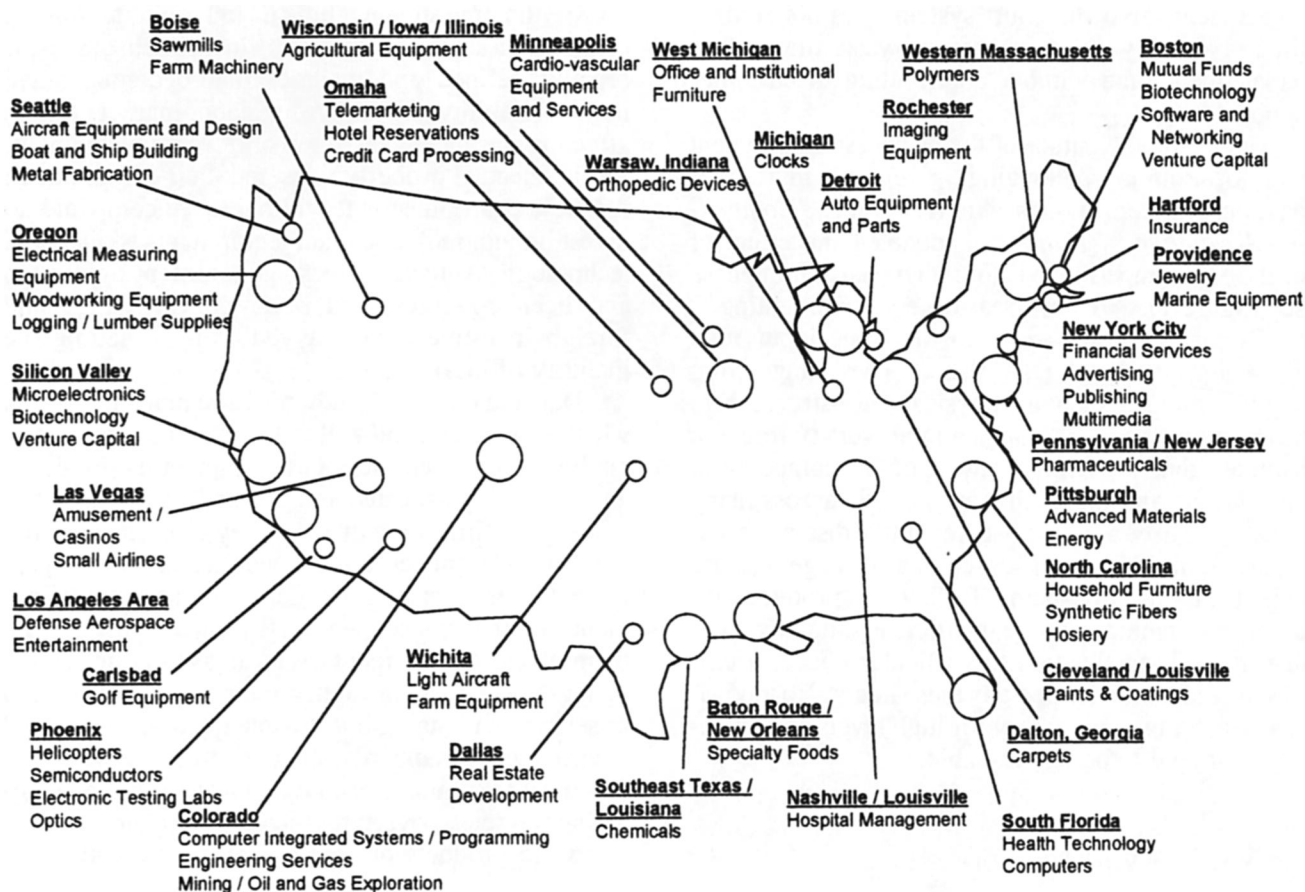 Boise
Sawmills
Farm Machinery
Wisconsin / Iowa / Illinois
Agricultural Equipment
Minneapolis
Cardio-vascular
Equipment
and Services
West Michigan
Office and Institutional
Furniture
Western Massachusetts
Polymers
Boston
Mutual Funds
Biotechnology
Software and
Networking
Venture Capital
Seattle
Aircraft Equipment and Design
Boat and Ship Building
Metal Fabrication
Omaha
Telemarketing
Hotel Reservations
Credit Card Processing
Warsaw, Indiana
Orthopedic Devices
Michigan
Clocks
Detroit
Auto Equipment
and Parts
Rochester
Imaging
Equipment
Hartford
Insurance
Providence
Jewelry
Marine Equipment
Oregon
Electrical Measuring
Equipment
Woodworking Equipment
Logging / Lumber Supplies
New York City
Financial Services
Advertising
Publishing
Multimedia
Silicon Valley
Microelectronics
Biotechnology
Venture Capital
Pennsylvania / New Jersey
Pharmaceuticals
Las Vegas
Amusement /
Casinos
Small Airlines
Pittsburgh
Advanced Materials
Energy
North Carolina
Household Furniture
Synthetic Fibers
Hosiery
Los Angeles Area
Defense Aerospace
Entertainment
Carlsbad
Golf Equipment
Wichita
Light Aircraft
Farm Equipment
Cleveland / Louisville
Paints & Coatings
Phoenix
Helicopters
Semiconductors
Electronic Testing Labs
Optics
Dallas
Real Estate
Development
Baton Rouge /
New Orleans
Specialty Foods
Dalton, Georgia
Carpets
Southeast Texas /
Louisiana
Chemicals
Nashville / Louisville
Hospital Management
Colorado
Computer Integrated Systems / Programming
Engineering Services
Mining / Oil and Gas Exploration
South Florida
Health Technology
Computers